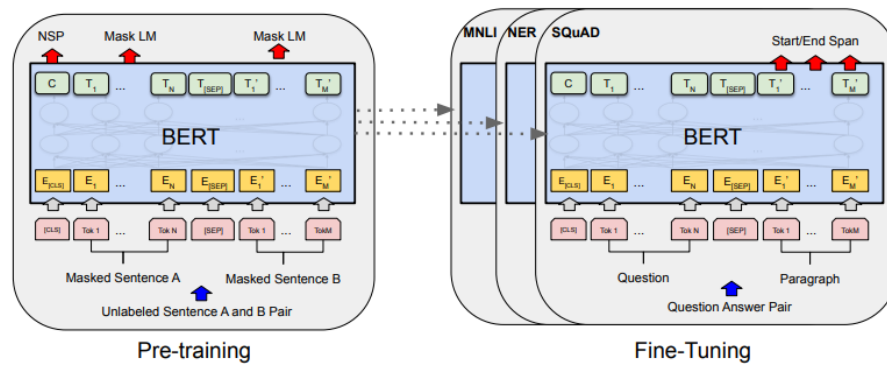 NSP Mask LM Mask LM
C T1 ... TN T[SEP] T1' ... TM'
BERT
E[CLS] E1 ... EN E[SEP] E1' ... EM'
[CLS] Tok 1 ... Tok N [SEP] Tok 1 ... TokM
Masked Sentence A Masked Sentence B
Unlabeled Sentence A and B Pair
Pre-training
MNLI NER SQuAD
Start/End Span
C T1 ... TN T[SEP] T1' ... TM'
BERT
E[CLS] E1 ... EN E[SEP] E1' ... EM'
[CLS] Tok 1 ... Tok N [SEP] Tok 1 ... TokM
Question Paragraph
Question Answer Pair
Fine-Tuning